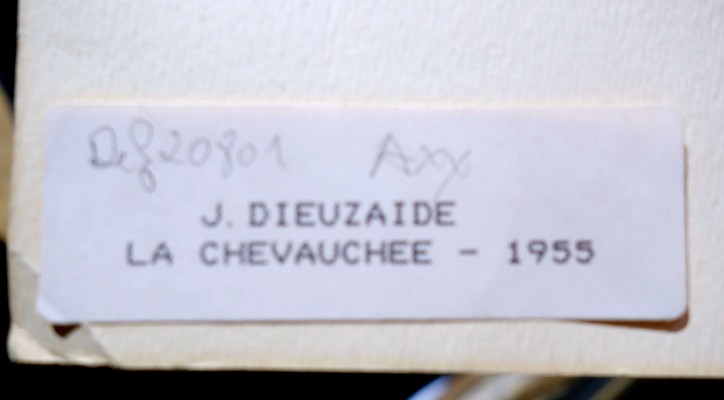 J. DIEUZAIDE
LA CHEVAUCHEE - 1955